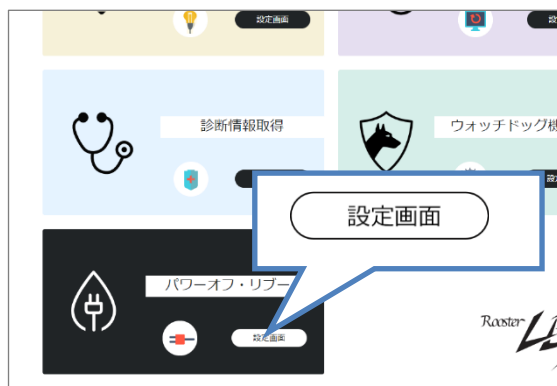 設定画面
診断情報取得
ウォッチドッグ機
設定画面
パワーオフ・リブー
設定画面
Rooster